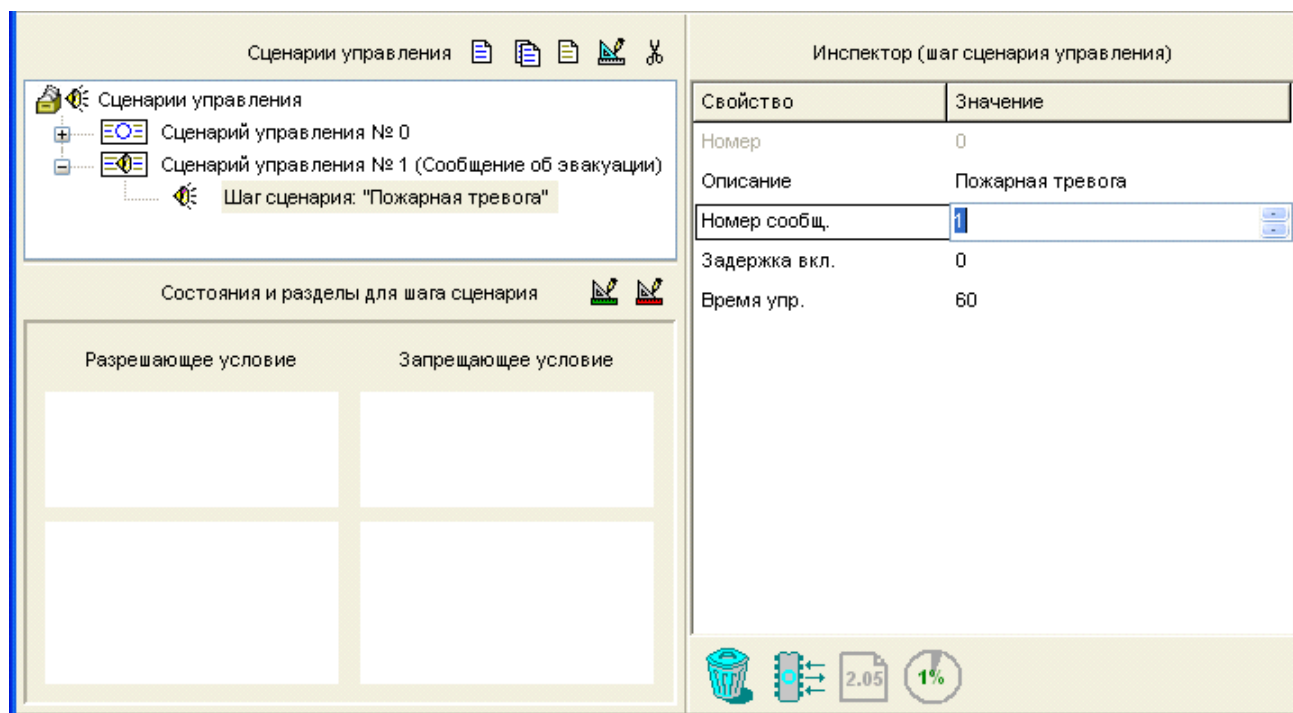 Сценарии управления
Сценарии управления
Сценарий управления № 0
Сценарий управления № 1 (Сообщение об эвакуации)
Шаг сценария: "Пожарная тревога"
Состояния и разделы для шага сценария
Разрешающее условие
Запрещающее условие
Инспектор (шаг сценария управления)
Свойство Значение
Номер 0
Описание Пожарная тревога
Номер сообщ. 1
Задержка вкл. 0
Время упр. 60
2.05
1%